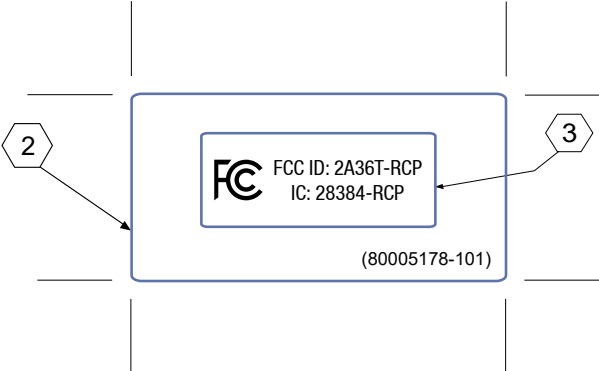 2
3
FC FCC ID: 2A36T-RCP
IC: 28384-RCP
(80005178-101)